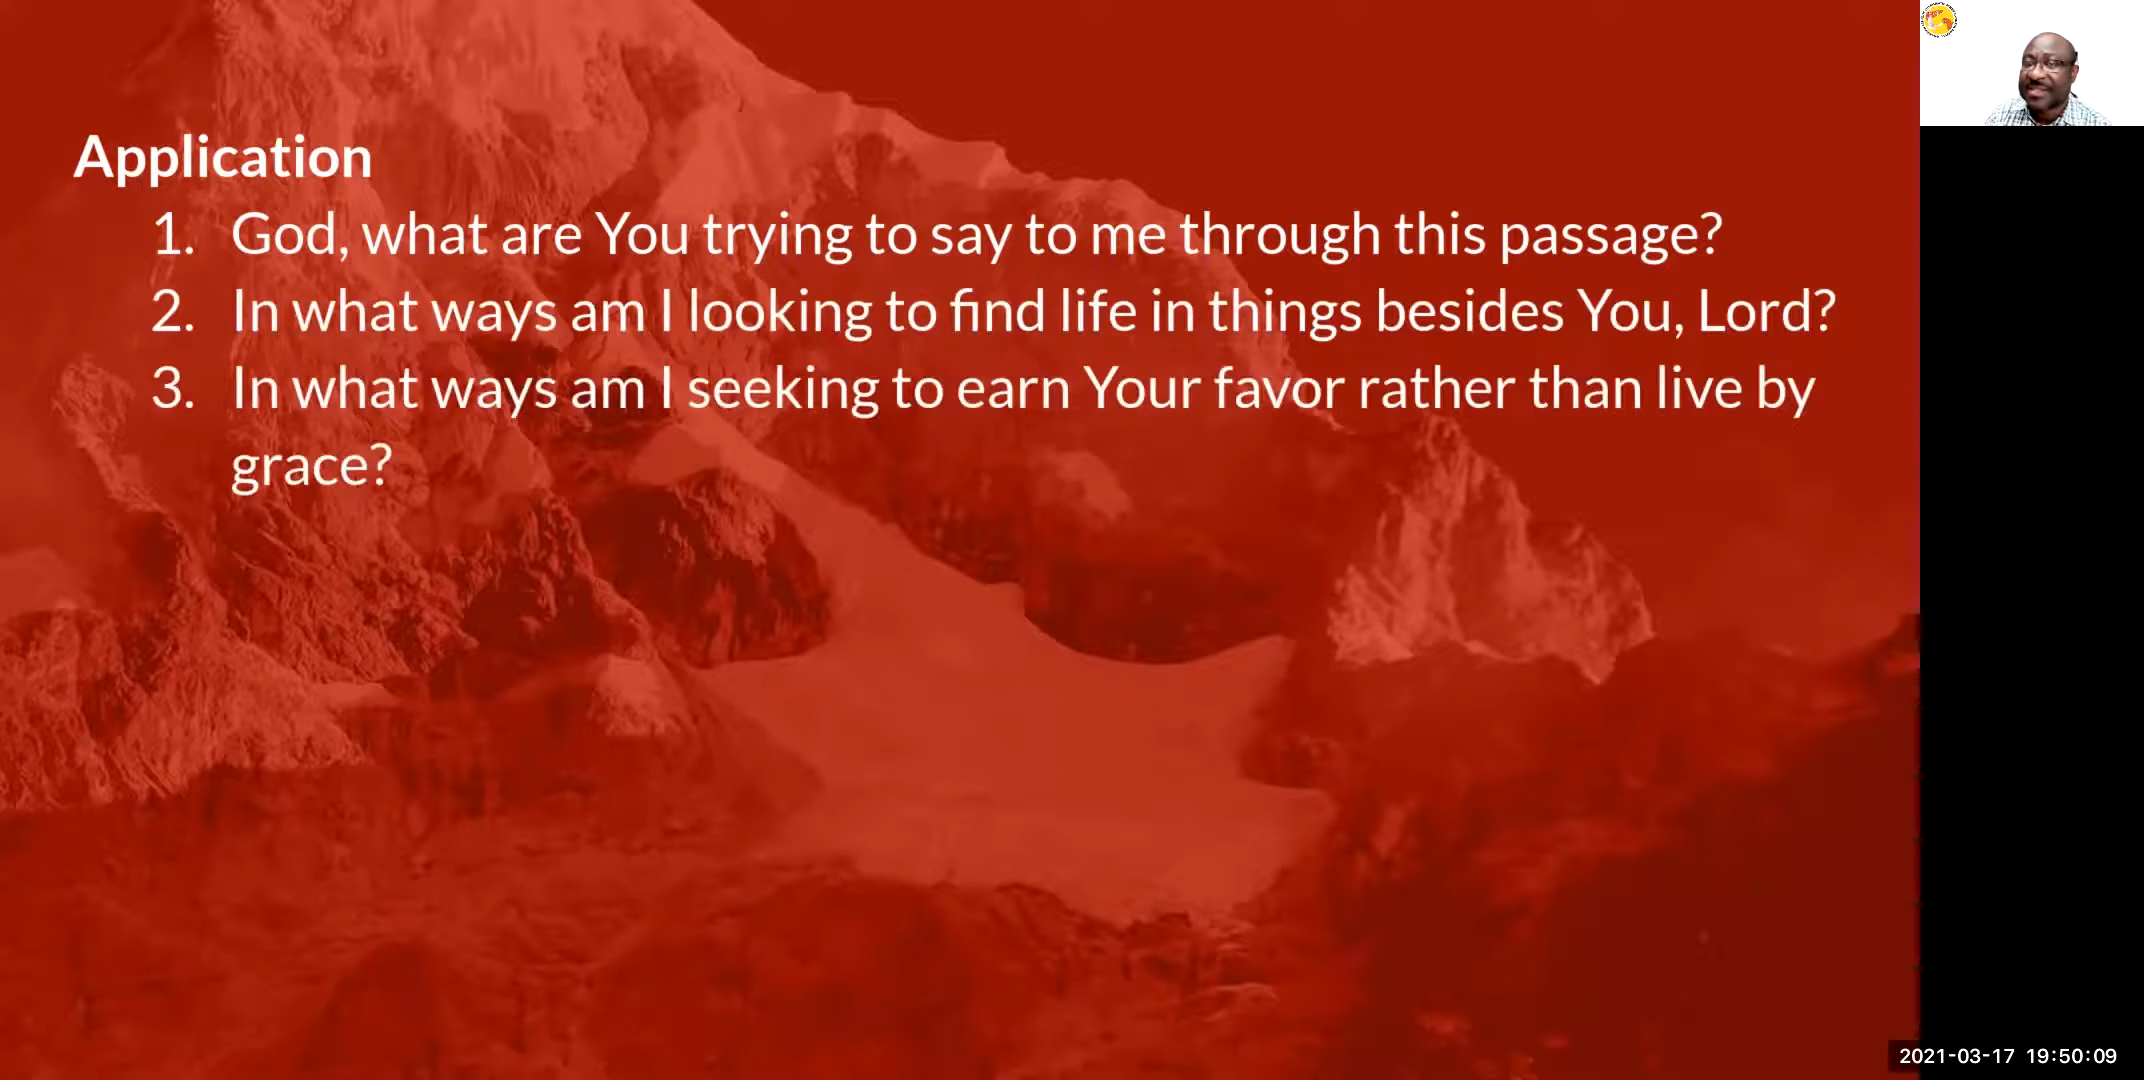 Application
1. God, what are You trying to say to me through this passage?
2. In what ways am I looking to find life in things besides You, Lord?
3. In what ways am I seeking to earn Your favor rather than live by
grace?
2021-03-17 19:50:09